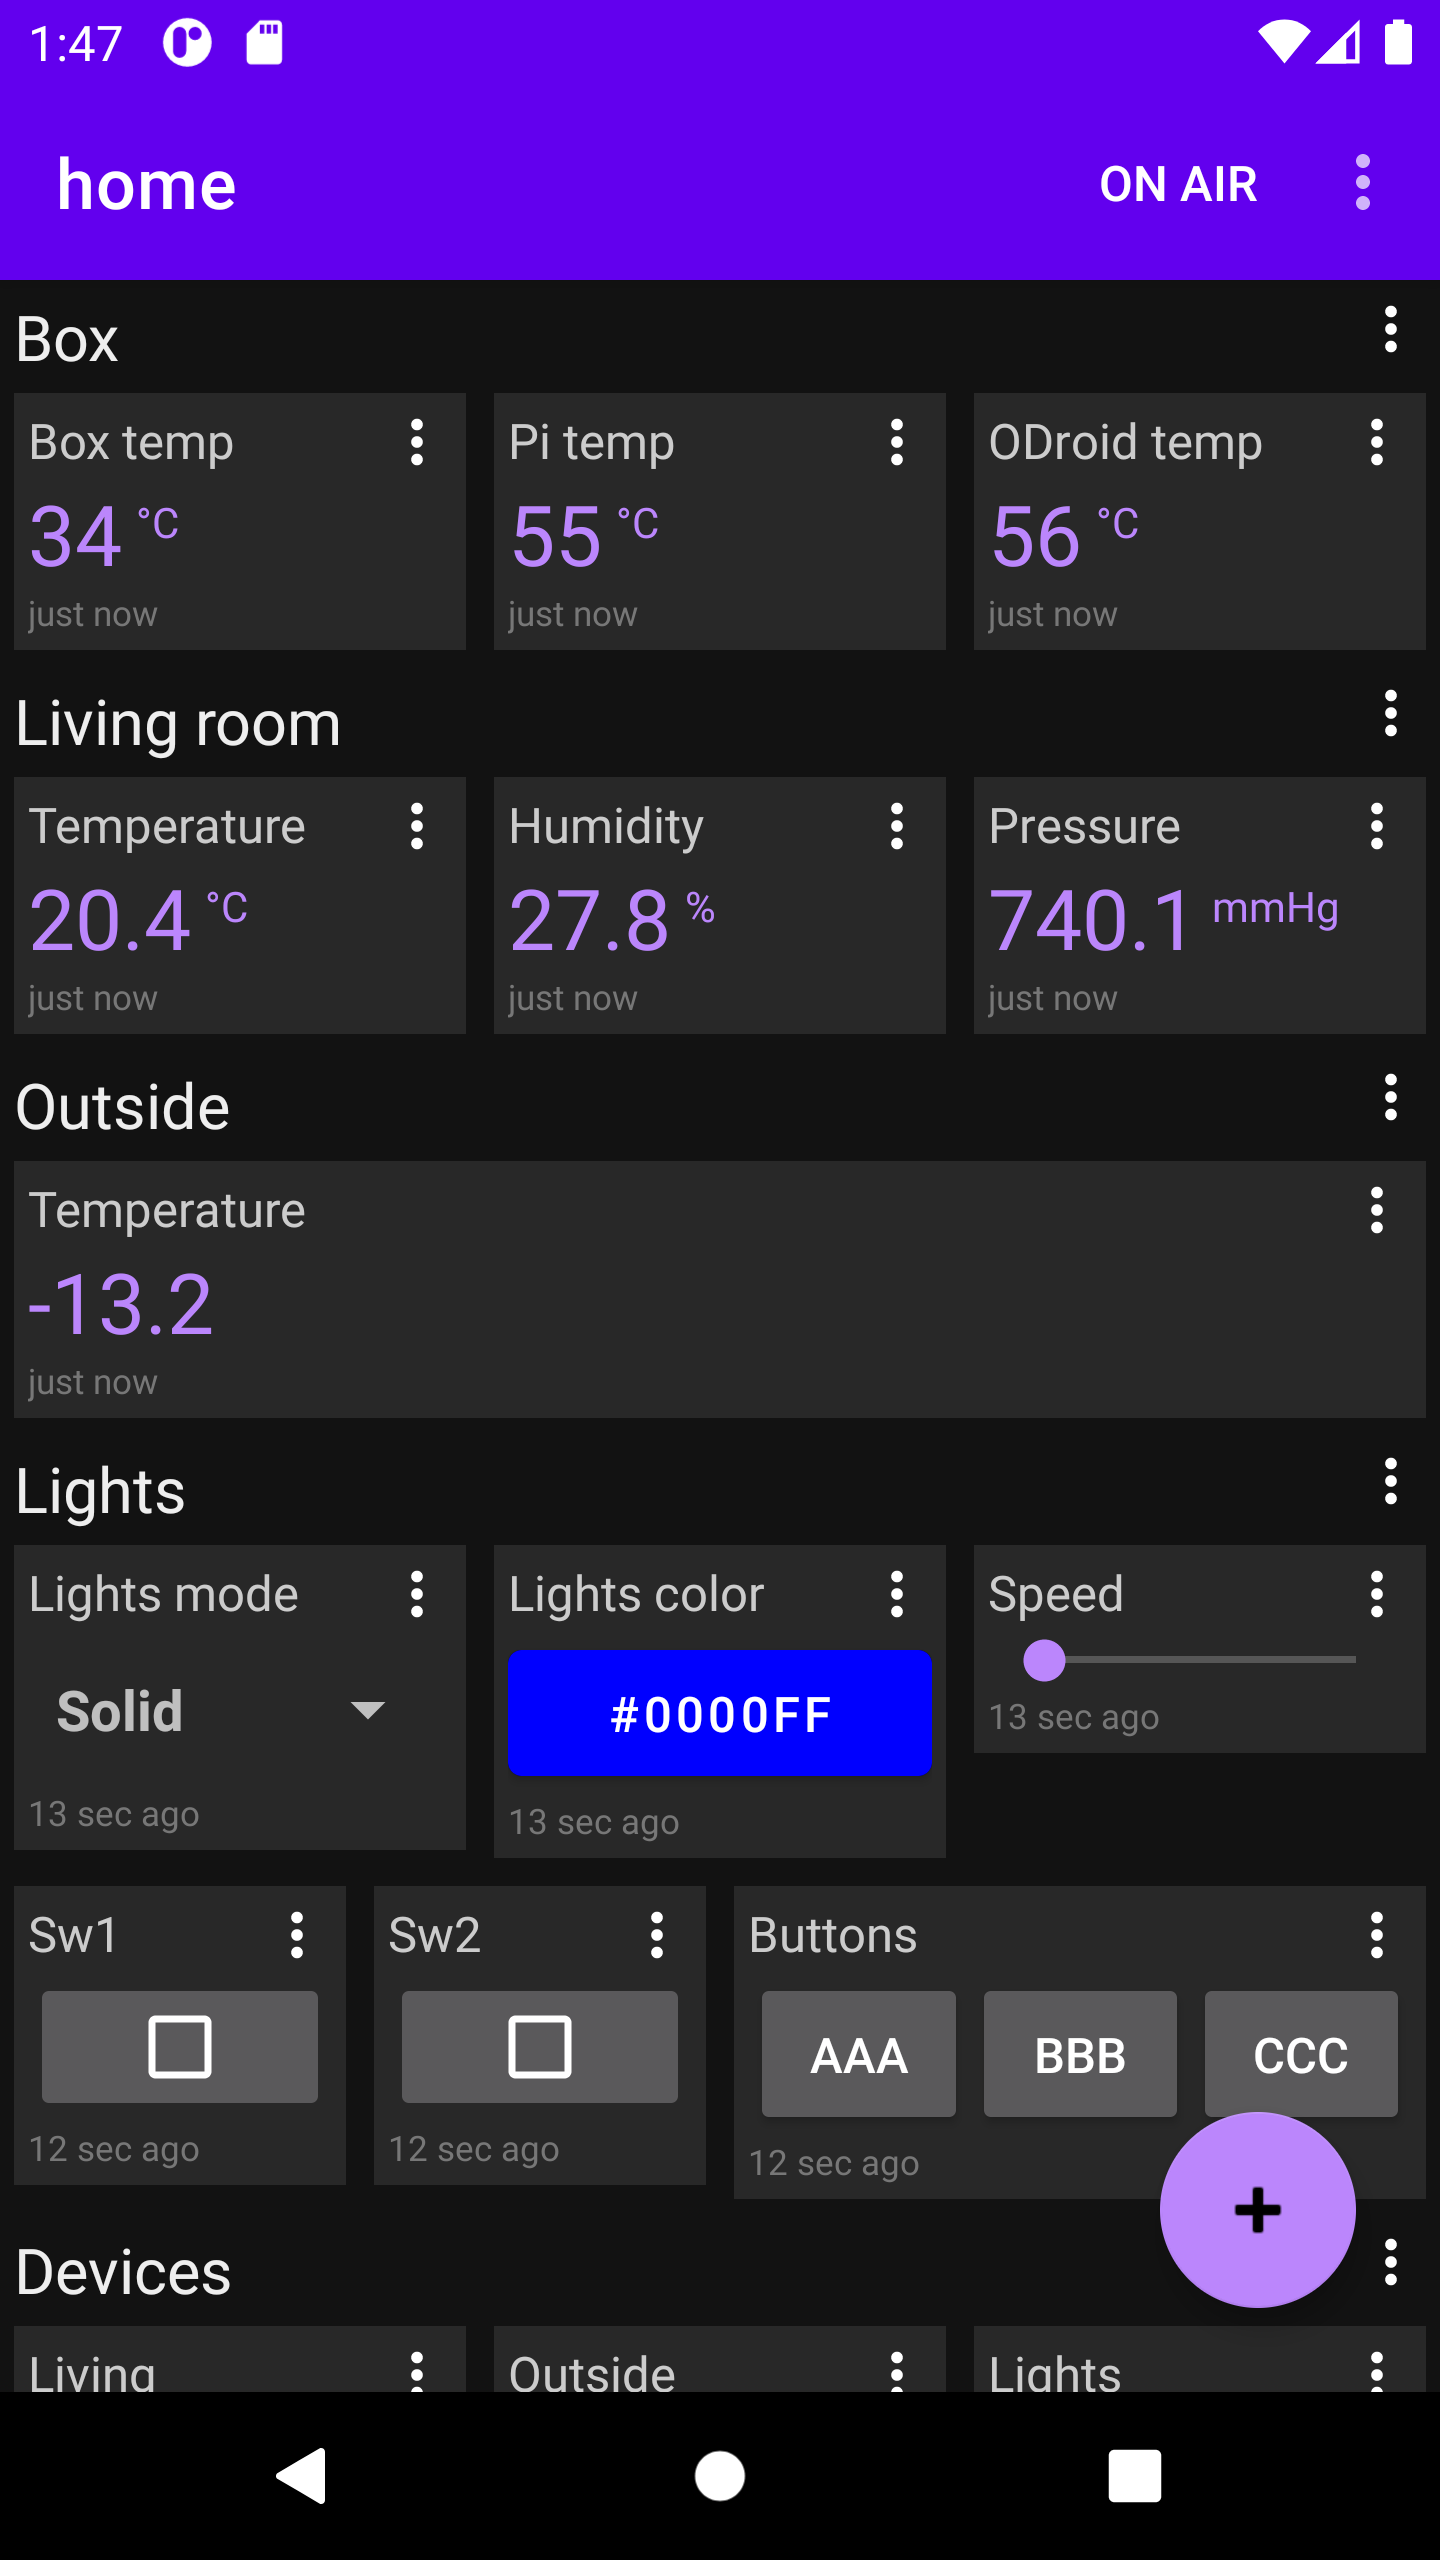 1:47
home
ON AIR
Box
Box temp
Pi temp
ODroid temp
34 °C
55 °C
56 °C
just now
just now
just now
Living room
Temperature
Humidity
Pressure
20.4 °C
27.8 %
740.1 mmHg
just now
just now
just now
Outside
Temperature
-13.2
just now
Lights
Lights mode
Lights color
Speed
Solid
#0000FF
13 sec ago
13 sec ago
13 sec ago
Sw1
Sw2
Buttons
AAA
BBB
CCC
12 sec ago
12 sec ago
12 sec ago
Devices
Living
Outside
Lights